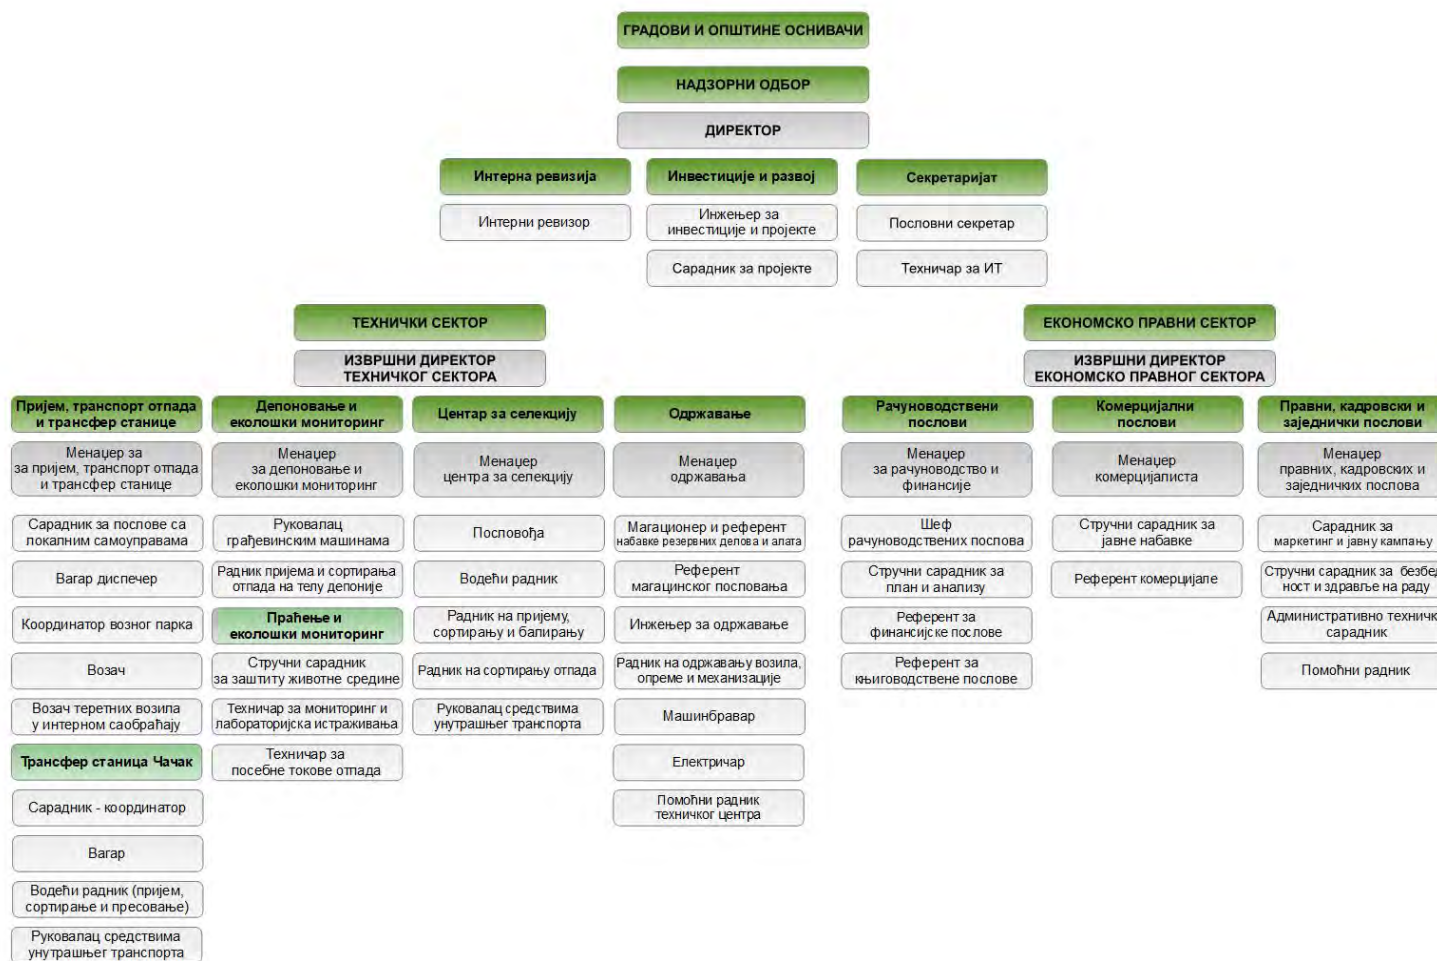 ГРАДОВИ И ОПШТИНЕ ОСНИВАЧИ
НАДЗОРНИ ОДБОР
ДИРЕКТОР
Интерна ревизија
Интерни ревизор
Инвестиције и развој
Инжењер за
инвестиције и пројекте
Сарадник за пројекте
Секретаријат
Пословни секретар
Техничар за ИТ
ТЕХНИЧКИ СЕКТОР
ИЗВРШНИ ДИРЕКТОР
ТЕХНИЧКОГ СЕКТОРА
Пријем, транспорт отпада
и трансфер станице
Менаџер за
за пријем, транспорт отпада
и трансфер станице
Сарадник за послове са
локалним самоуправама
Вагар диспечер
Координатор возног парка
Возач
Возач теретних возила
у интерном саобраћају
Трансфер станица Чачак
Сарадник - координатор
Вагар
Водећи радник (пријем,
сортирање и пресовање)
Руковалац средствима
унутрашњег транспорта
Депоновање и
еколошки мониторинг
Менаџер
за депоновање и
еколошки мониторинг
Руковалац
грађевинским машинама
Радник пријема и сортирања
отпада на телу депоније
Праћење и
еколошки мониторинг
Стручни сарадник
за заштиту животне средине
Техничар за мониторинг и
лабораторијска истраживања
Техничар за
посебне токове отпада
Центар за селекцију
Менаџер
центра за селекцију
Пословођа
Водећи радник
Радник на пријему,
сортирању и балирању
Радник на сортирању отпада
Руковалац средствима
унутрашњег транспорта
Одржавање
Менаџер
одржавања
Магационер и референт
набавке резервних делова и алата
Референт
магацинског пословања
Инжењер за одржавање
Радник на одржавању возила,
опреме и механизације
Машинбравар
Електричар
Помоћни радник
техничког центра
ЕКОНОМСКО ПРАВНИ СЕКТОР
ИЗВРШНИ ДИРЕКТОР
ЕКОНОМСКО ПРАВНОГ СЕКТОРА
Рачуноводствени
послови
Менаџер
за рачуноводство и
финансије
Шеф
рачуноводствених послова
Стручни сарадник за
план и анализу
Референт за
финансијске послове
Референт за
књиговодствене послове
Комерцијални
послови
Менаџер
комерцијалиста
Стручни сарадник за
јавне набавке
Референт комерцијале
Правни, кадровски и
заједнички послови
Менаџер
правних, кадровских и
заједничких послова
Сарадник за
маркетинг и јавну кампању
Стручни сарадник за безбед
ност и здравље на раду
Административно техничк
сарадник
Помоћни радник